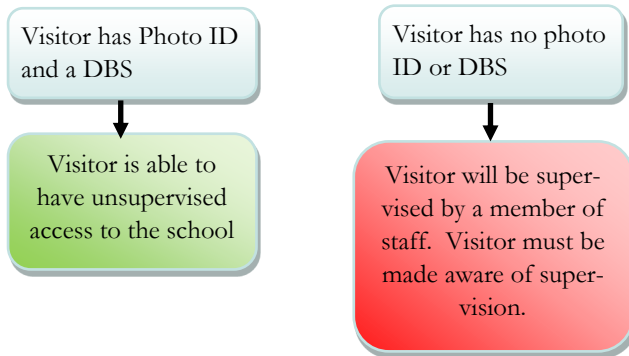 Visitor has Photo ID
and a DBS
Visitor is able to
have unsupervised
access to the school
Visitor has no photo
ID or DBS
Visitor will be super-
vised by a member of
staff.  Visitor must be
made aware of super-
vision.